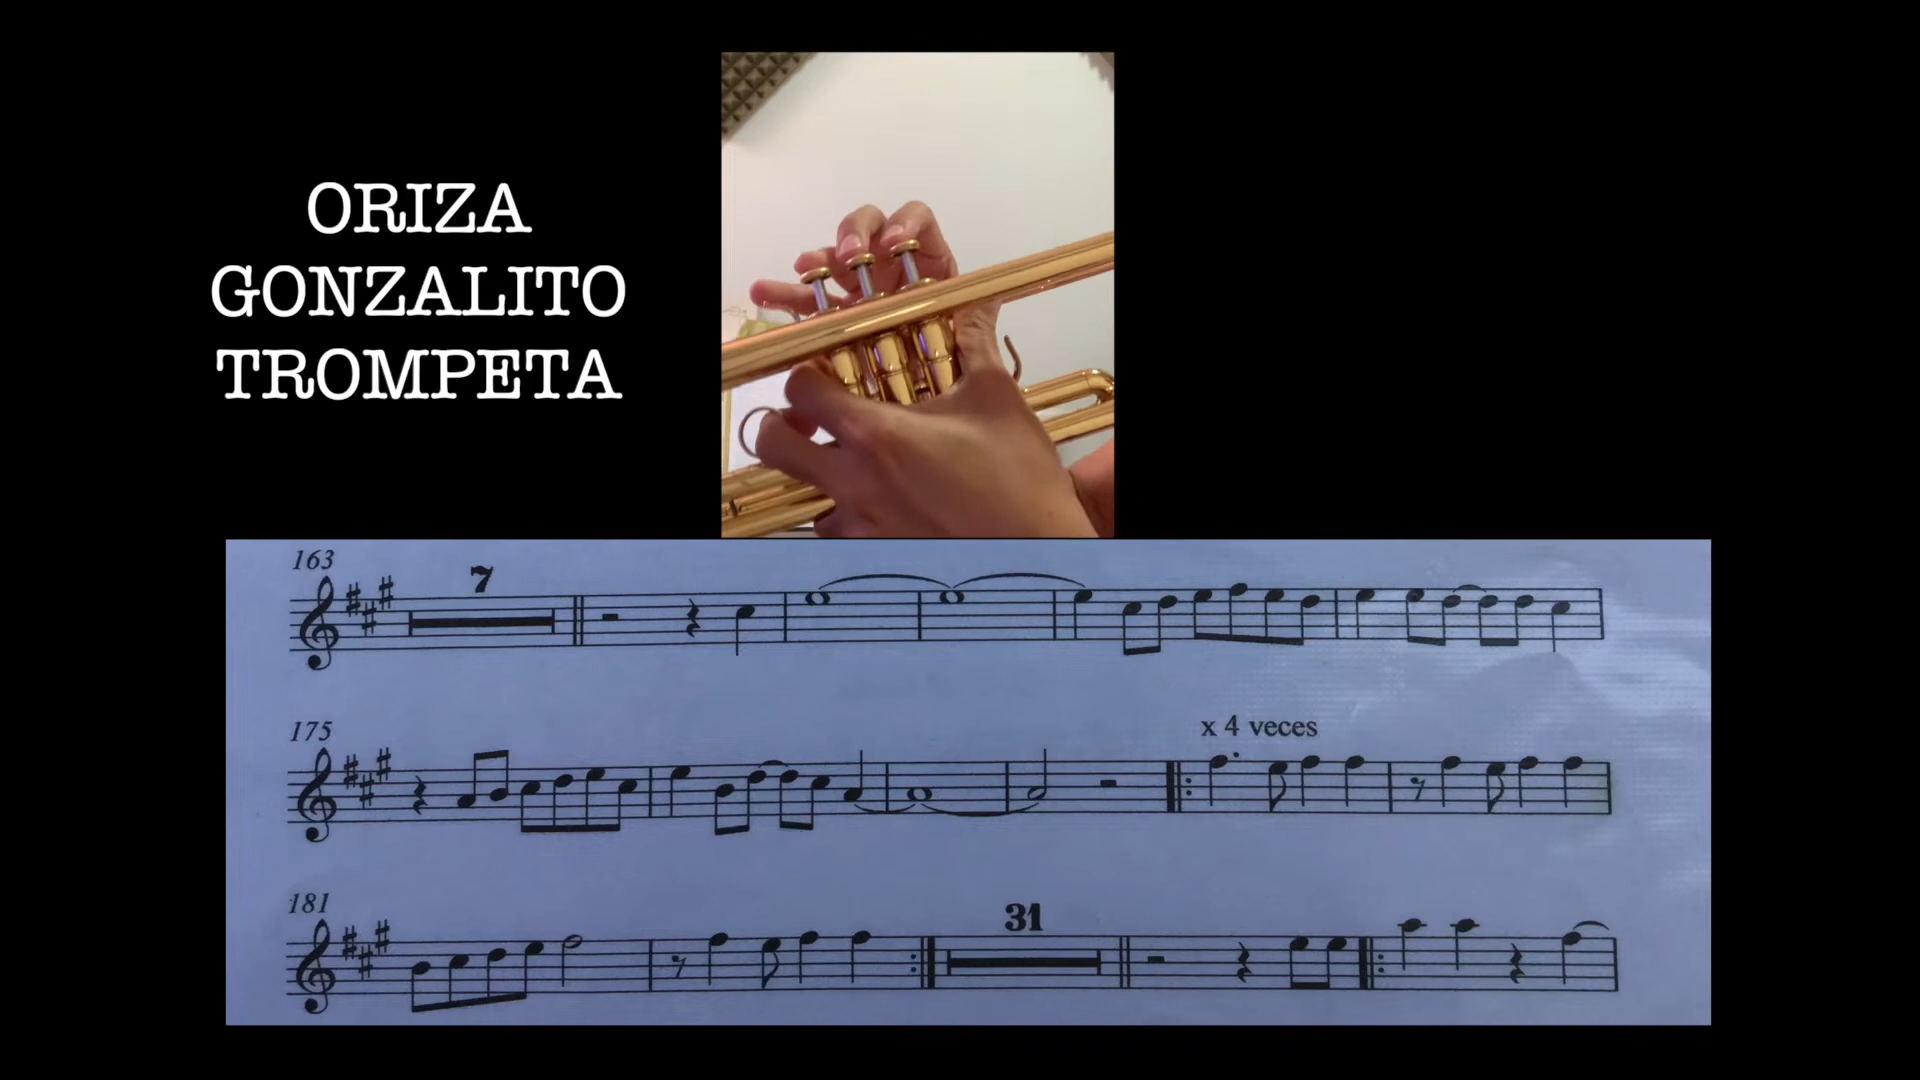 ORIZA
GONZALITO
TROMPETA
163
7
175
x 4 veces
181
31